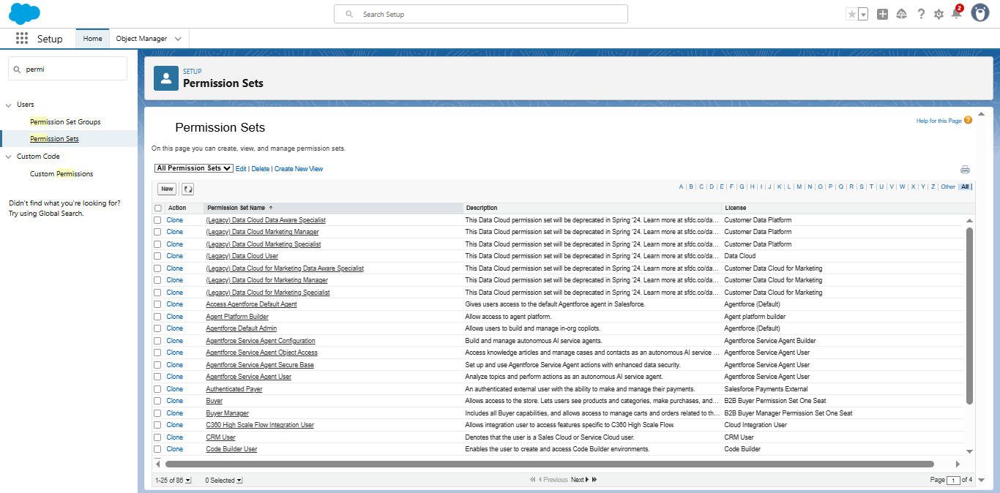 Search Setup
2
Setup
Home
Object Manager
permi
Users
Permission Set Groups
Permission Sets
Custom Code
Custom Permissions
Didn't find what you're looking for?
Try using Global Search.
SETUP
Permission Sets
Permission Sets
Help for this Page ?
On this page you can create, view, and manage permission sets.
All Permission Sets Edit | Delete | Create New View
New
A | B | C | D | E | F | G | H | I | J | K | L | M | N | O | P | Q | R | S | T | U | V | W | X | Y | Z | Other | All
Action Permission Set Name Description License
Clone (Legacy) Data Cloud Data Aware Specialist This Data Cloud permission set will be deprecated in Spring '24. Learn more at sfdc.co/da... Customer Data Platform
Clone (Legacy) Data Cloud Marketing Manager This Data Cloud permission set will be deprecated in Spring '24. Learn more at sfdc.co/da... Customer Data Platform
Clone (Legacy) Data Cloud Marketing Specialist This Data Cloud permission set will be deprecated in Spring '24. Learn more at sfdc.co/da... Customer Data Platform
Clone (Legacy) Data Cloud User This Data Cloud permission set will be deprecated in Spring '24. Learn more at sfdc.co/da... Data Cloud
Clone (Legacy) Data Cloud for Marketing Data Aware Specialist This Data Cloud permission set will be deprecated in Spring '24. Learn more at sfdc.co/da... Customer Data Cloud for Marketing
Clone (Legacy) Data Cloud for Marketing Manager This Data Cloud permission set will be deprecated in Spring '24. Learn more at sfdc.co/da... Customer Data Cloud for Marketing
Clone (Legacy) Data Cloud for Marketing Specialist This Data Cloud permission set will be deprecated in Spring '24. Learn more at sfdc.co/da... Customer Data Cloud for Marketing
Clone Access Agentforce Default Agent Gives users access to the default Agentforce agent in Salesforce. Agentforce (Default)
Clone Agent Platform Builder Allow access to agent platform. Agent platform builder
Clone Agentforce Default Admin Allows users to build and manage in-org copilots. Agentforce (Default)
Clone Agentforce Service Agent Configuration Build and manage autonomous AI service agents. Agentforce Service Agent Builder
Clone Agentforce Service Agent Object Access Access knowledge articles and manage cases and contacts as an autonomous AI service ... Agentforce Service Agent User
Clone Agentforce Service Agent Secure Base Set up and use Agentforce Service Agent actions with enhanced data security. Agentforce Service Agent User
Clone Agentforce Service Agent User Analyze topics and perform actions as an autonomous AI service agent. Agentforce Service Agent User
Clone Authenticated Payer An authenticated external user with the ability to make and manage their payments. Salesforce Payments External
Clone Buyer Allows access to the store. Lets users see products and categories, make purchases, and... B2B Buyer Permission Set One Seat
Clone Buyer Manager Includes all Buyer capabilities, and allows access to manage carts and orders related to th... B2B Buyer Manager Permission Set One Seat
Clone C360 High Scale Flow Integration User Allows integration user to access features specific to C360 High Scale Flow. Cloud Integration User
Clone CRM User Denotes that the user is a Sales Cloud or Service Cloud user. CRM User
Clone Code Builder User Enables the user to create and access Code Builder environments. Code Builder
1-25 of 86 0 Selected Previous Next Page 1 of 4